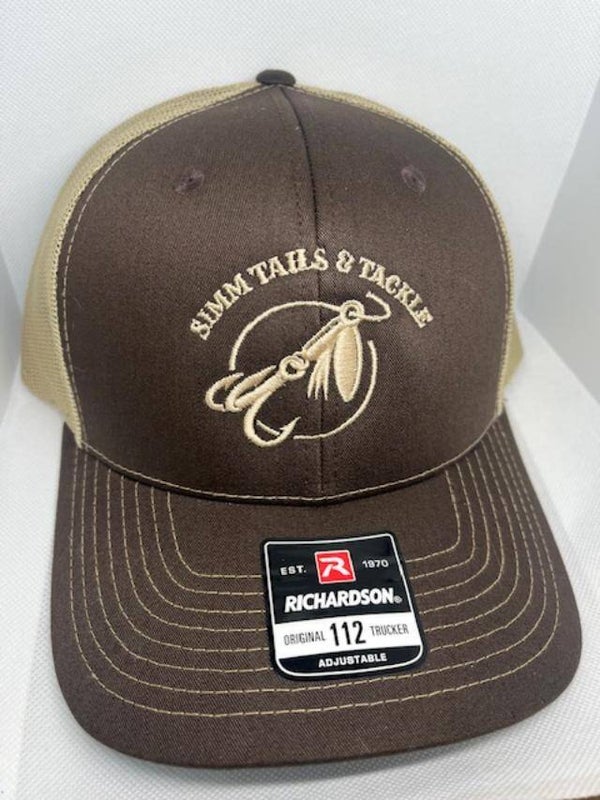 SIMM TAILS & TACKLE
EST. R 1970
RICHARDSON®
ORIGINAL 112 TRUCKER
ADJUSTABLE